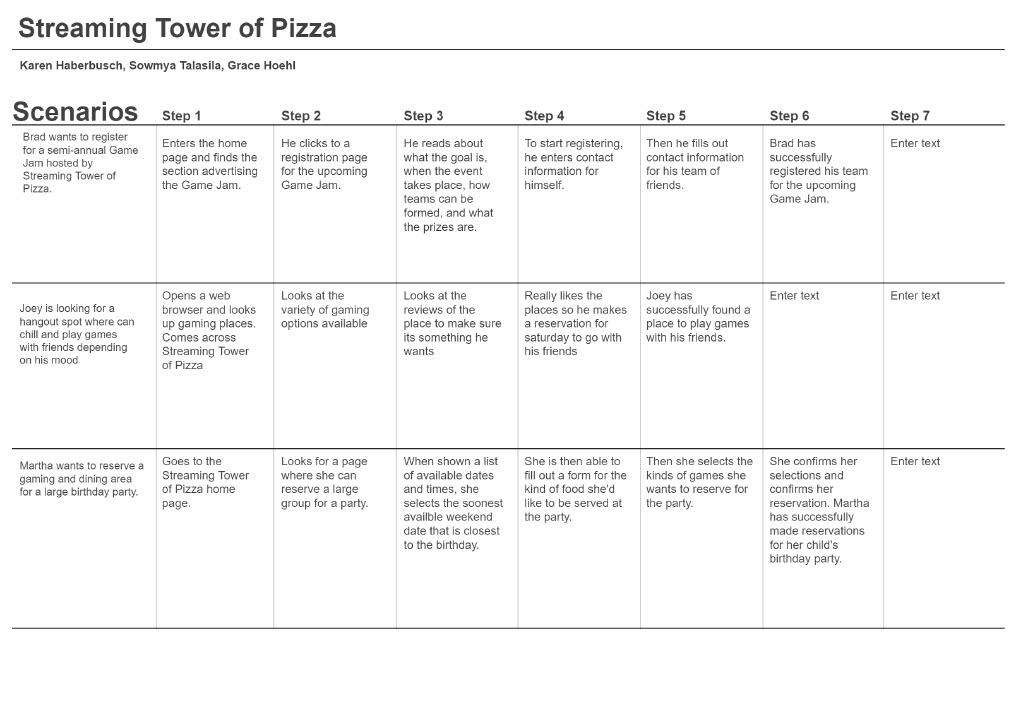 Streaming Tower of Pizza
Karen Haberbusch, Sowmya Talasila, Grace Hoehl
Scenarios
Step 1
Step 2
Step 3
Step 4
Step 5
Step 6
Step 7
Brad wants to register
for a semi-annual Game
Jam hosted by
Streaming Tower of
Pizza.
Enters the home
page and finds the
section advertising
the Game Jam.
He clicks to a
registration page
for the upcoming
Game Jam.
He reads about
what the goal is,
when the event
takes place, how
teams can be
formed, and what
the prizes are.
To start registering,
he enters contact
information for
himself.
Then he fills out
contact information
for his team of
friends.
Brad has
successfully
registered his team
for the upcoming
Game Jam.
Enter text
Joey is looking for a
hangout spot where can
chill and play games
with friends depending
on his mood
Opens a web
browser and looks
up gaming places.
Comes across
Streaming Tower
of Pizza
Looks at the
variety of gaming
options available
Looks at the
reviews of the
place to make sure
its something he
wants
Really likes the
places so he makes
a reservation for
saturday to go with
his friends
Joey has
successfully found a
place to play games
with his friends.
Enter text
Enter text
Martha wants to reserve a
gaming and dining area
for a large birthday party.
Goes to the
Streaming Tower
of Pizza home
page.
Looks for a page
where she can
reserve a large
group for a party.
When shown a list
of available dates
and times, she
selects the soonest
availble weekend
date that is closest
to the birthday.
She is then able to
fill out a form for the
kind of food she'd
like to be served at
the party.
Then she selects the
kinds of games she
wants to reserve for
the party.
She confirms her
selections and
confirms her
reservation. Martha
has successfully
made reservations
for her child's
birthday party.
Enter text